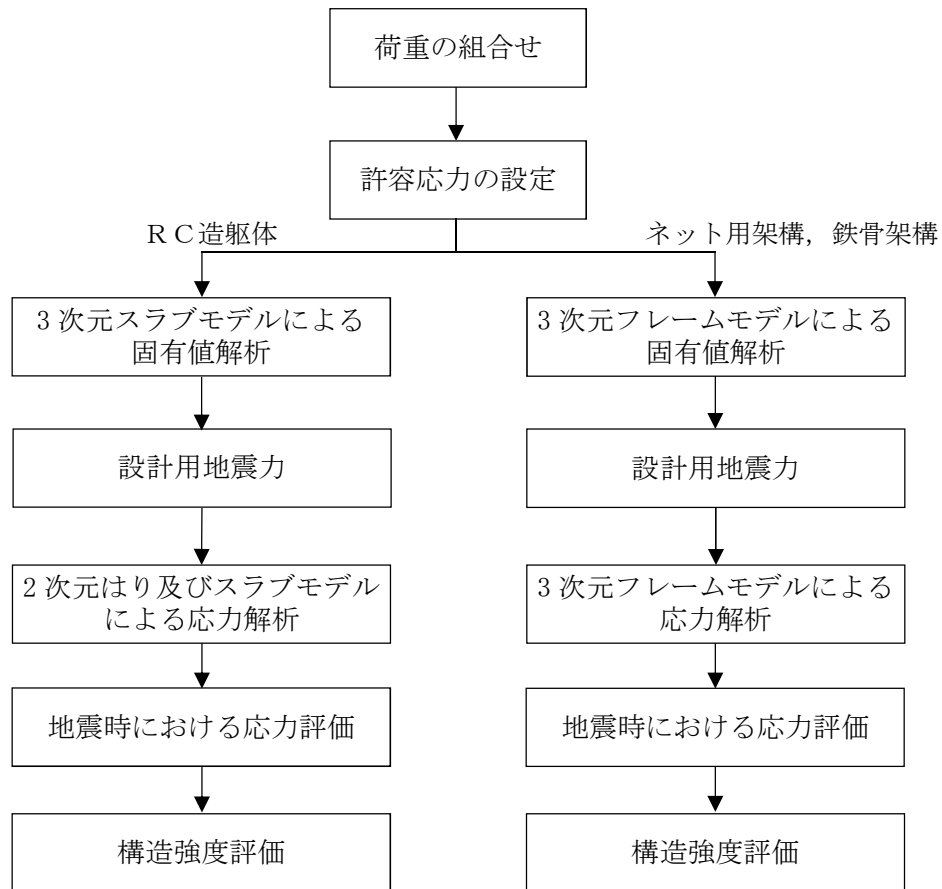 荷重の組合せ
許容応力の設定
ＲＣ造躯体
ネット用架構，鉄骨架構
３次元スラブモデルによる
固有値解析
３次元フレームモデルによる
固有値解析
設計用地震力
設計用地震力
２次元はり及びスラブモデル
による応力解析
３次元フレームモデルによる
応力解析
地震時における応力評価
地震時における応力評価
構造強度評価
構造強度評価